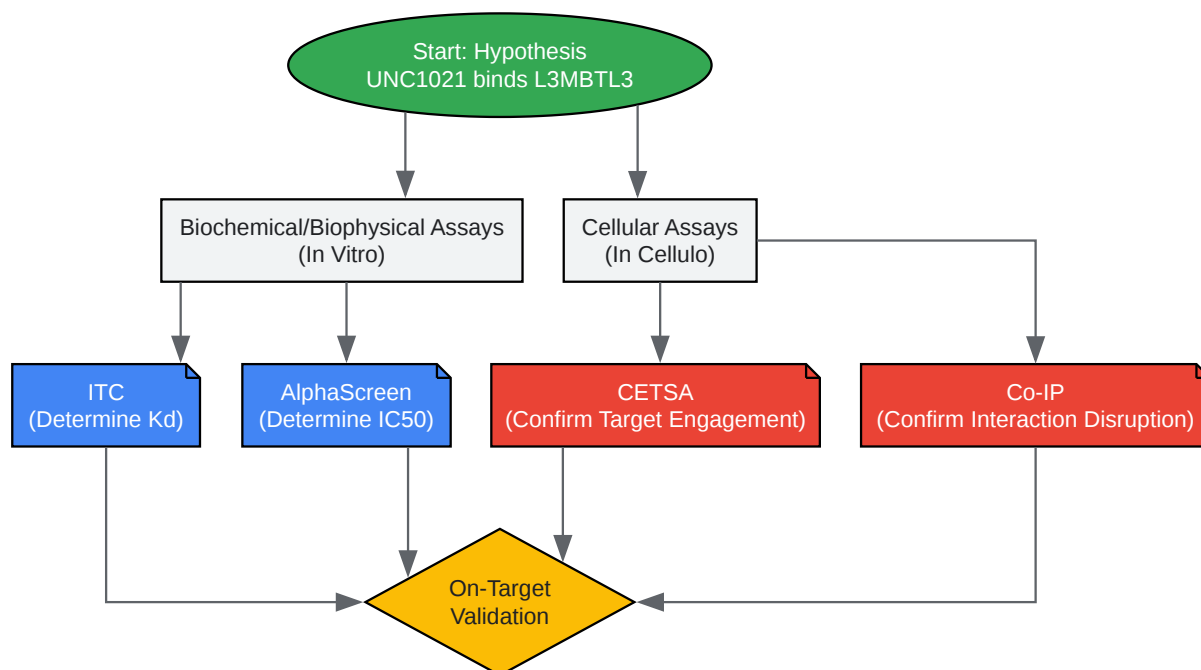 Start: Hypothesis
UNC1021 binds L3MBTL3
Biochemical/Biophysical Assays
(In Vitro)
Cellular Assays
(In Cellulo)
ITC
(Determine Kd)
AlphaScreen
(Determine IC50)
CETSA
(Confirm Target Engagement)
Co-IP
(Confirm Interaction Disruption)
On-Target
Validation